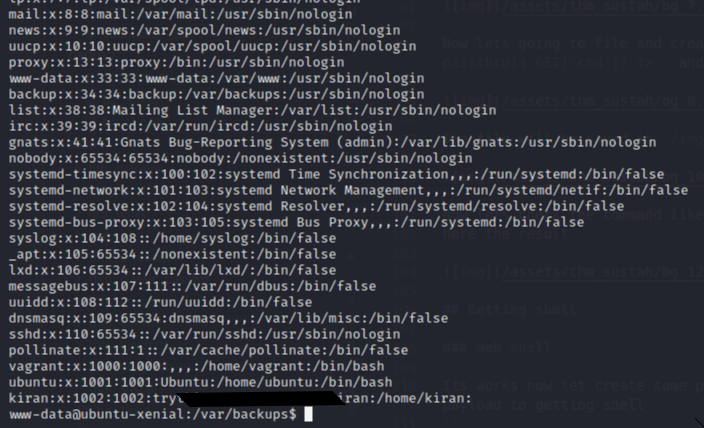 mail:x:8:8:mail:/var/mail:/usr/sbin/nologin
news:x:9:9:news:/var/spool/news:/usr/sbin/nologin
uucp:x:10:10:uucp:/var/spool/uucp:/usr/sbin/nologin
proxy:x:13:13:proxy:/bin:/usr/sbin/nologin
www-data:x:33:33:www-data:/var/www:/usr/sbin/nologin
backup:x:34:34:backup:/var/backups:/usr/sbin/nologin
list:x:38:38:Mailing List Manager:/var/list:/usr/sbin/nologin
irc:x:39:39:ircd:/var/run/ircd:/usr/sbin/nologin
gnats:x:41:41:Gnats Bug-Reporting System (admin):/var/lib/gnats:/usr/sbin/nologin
nobody:x:65534:65534:nobody:/nonexistent:/usr/sbin/nologin
systemd-timesync:x:100:102:systemd Time Synchronization,,,:/run/systemd:/bin/false
systemd-network:x:101:103:systemd Network Management,,,:/run/systemd/netif:/bin/false
systemd-resolve:x:102:104:systemd Resolver,,,:/run/systemd/resolve:/bin/false
systemd-bus-proxy:x:103:105:systemd Bus Proxy,,,:/run/systemd:/bin/false
syslog:x:104:108::/home/syslog:/bin/false
_apt:x:105:65534::/nonexistent:/bin/false
lxd:x:106:65534::/var/lib/lxd/:/bin/false
messagebus:x:107:111::/var/run/dbus:/bin/false
uuidd:x:108:112::/run/uuidd:/bin/false
dnsmasq:x:109:65534:dnsmasq,,,:/var/lib/misc:/bin/false
sshd:x:110:65534::/var/run/sshd:/usr/sbin/nologin
pollinate:x:111:1::/var/cache/pollinate:/bin/false
vagrant:x:1000:1000:,,,:/home/vagrant:/bin/bash
ubuntu:x:1001:1001:Ubuntu:/home/ubuntu:/bin/bash
kiran:x:1002:1002:try iran:/home/kiran:
www-data@ubuntu-xenial:/var/backups$